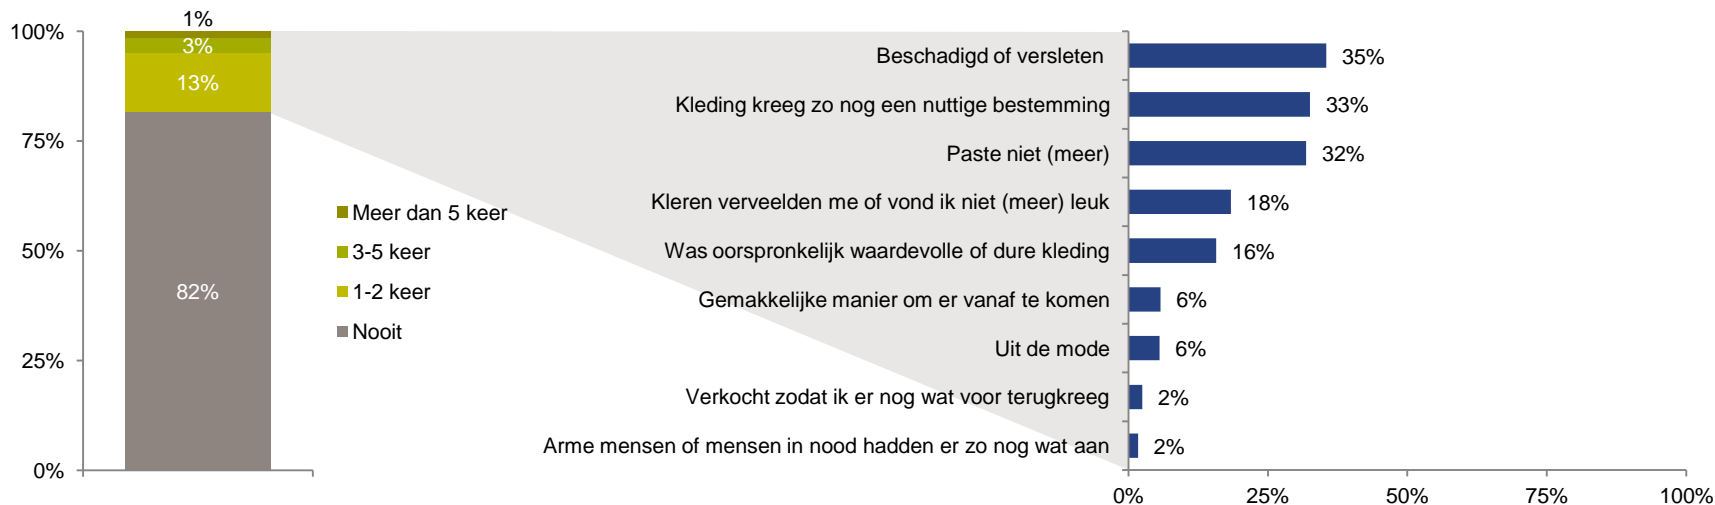 1%
100%
3%
13%
75%
50%
82%
25%
0%
Meer dan 5 keer
3-5 keer
1-2 keer
Nooit
Beschadigd of versleten 35%
Kleding kreeg zo nog een nuttige bestemming 33%
Paste niet (meer) 32%
Kleren verveelden me of vond ik niet (meer) leuk 18%
Was oorspronkelijk waardevolle of dure kleding 16%
Gemakkelijke manier om er vanaf te komen 6%
Uit de mode 6%
Verkocht zodat ik er nog wat voor terugkreeg 2%
Arme mensen of mensen in nood hadden er zo nog wat aan 2%
0% 25% 50% 75% 100%